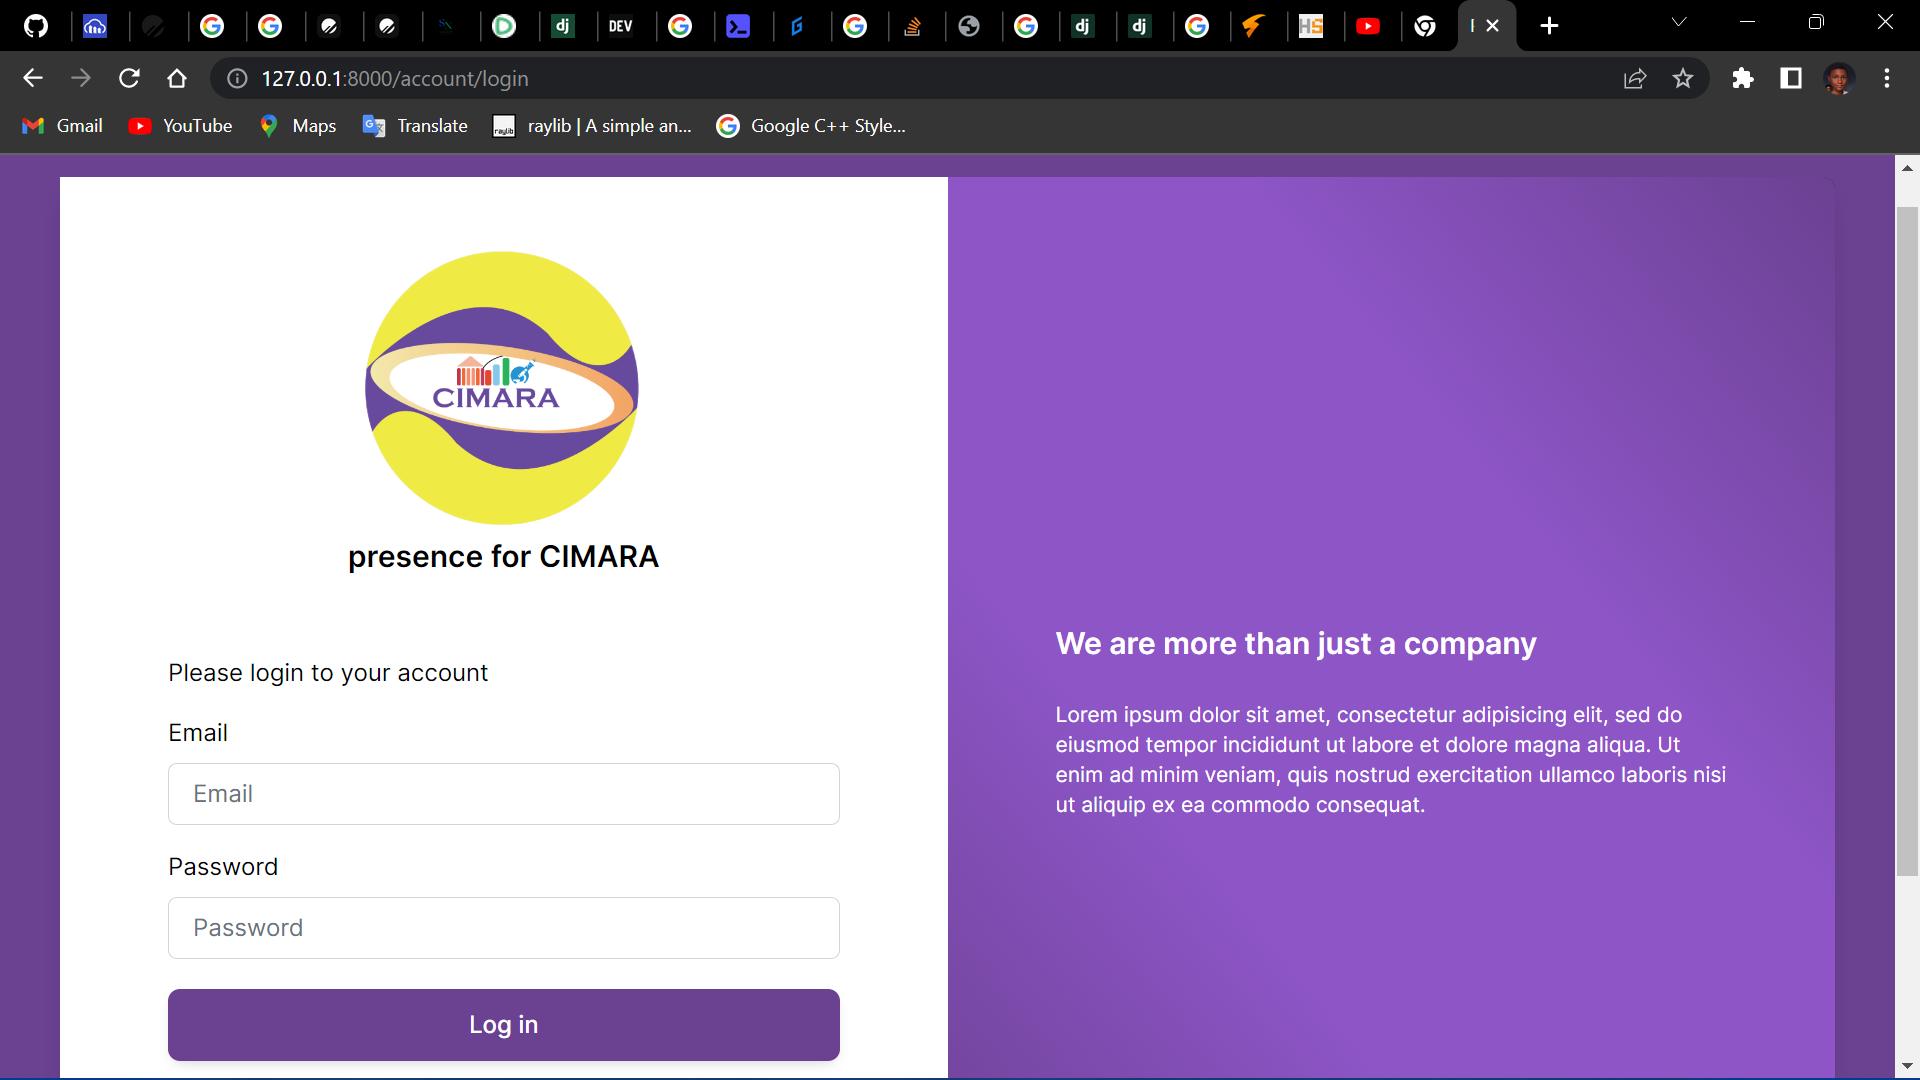 DEV
127.0.0.1:8000/account/login
Gmail
YouTube
Maps
Translate
raylib
raylib | A simple an...
Google C++ Style...
CIMARA
presence for CIMARA
Please login to your account
Email
Email
Password
Password
Log in
We are more than just a company
Lorem ipsum dolor sit amet, consectetur adipisicing elit, sed do
eiusmod tempor incididunt ut labore et dolore magna aliqua. Ut
enim ad minim veniam, quis nostrud exercitation ullamco laboris nisi
ut aliquip ex ea commodo consequat.